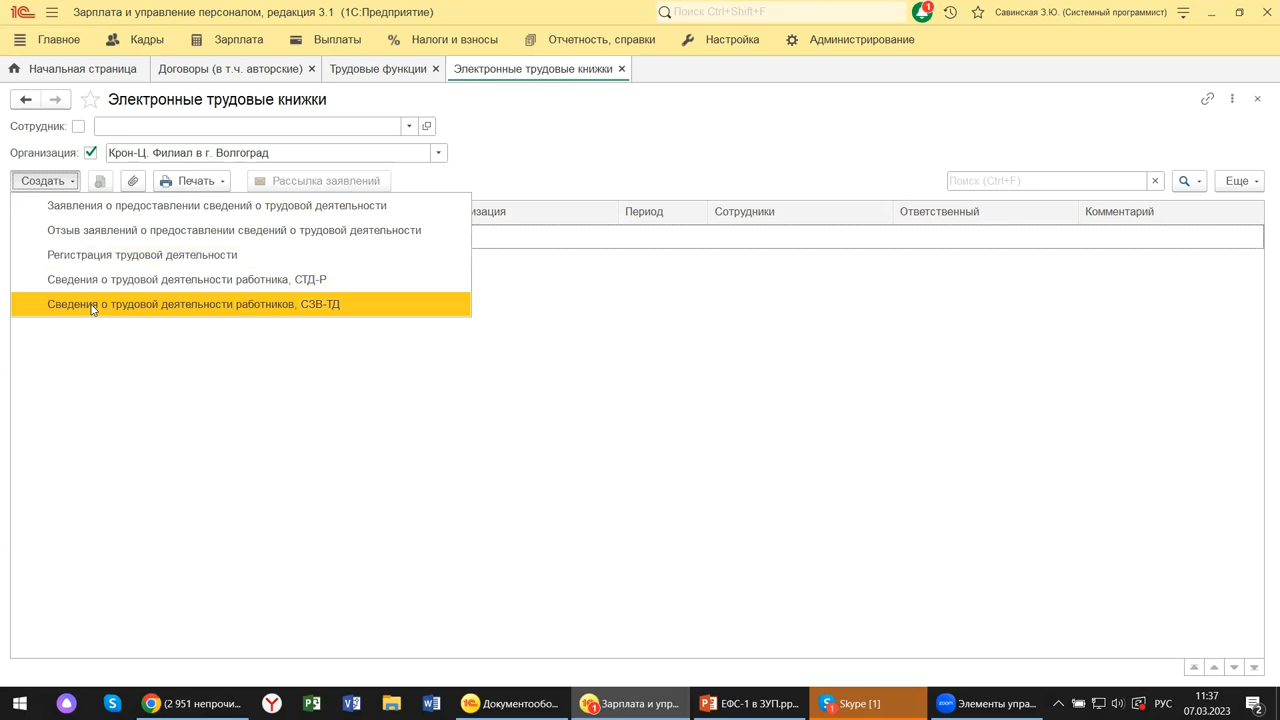 Зарплата и управление персоналом, редакция 3.1 (1С:Предприятие) Поиск Ctrl+Shift+F 1 Савинская З.Ю. (Системный программист)
Главное Кадры Зарплата Выплаты Налоги и взносы Отчетность, справки Настройка Администрирование
Начальная страница Договоры (в т.ч. авторские) Трудовые функции Электронные трудовые книжки
Электронные трудовые книжки
Сотрудник:
Организация: Крон-Ц. Филиал в г. Волгоград
Создать Печать Рассылка заявлений Поиск (Ctrl+F) Еще
Заявления о предоставлении сведений о трудовой деятельности
изация Период Сотрудники Ответственный Комментарий
Отзыв заявлений о предоставлении сведений о трудовой деятельности
Регистрация трудовой деятельности
Сведения о трудовой деятельности работника, СТД-Р
Сведения о трудовой деятельности работников, СЗВ-ТД
(2 951 непрочи... Документообо... 1 Зарплата и упр... ЕФС-1 в ЗУП.pp... Skype [1] zoom Элементы упра... РУС 11:37
07.03.2023 2